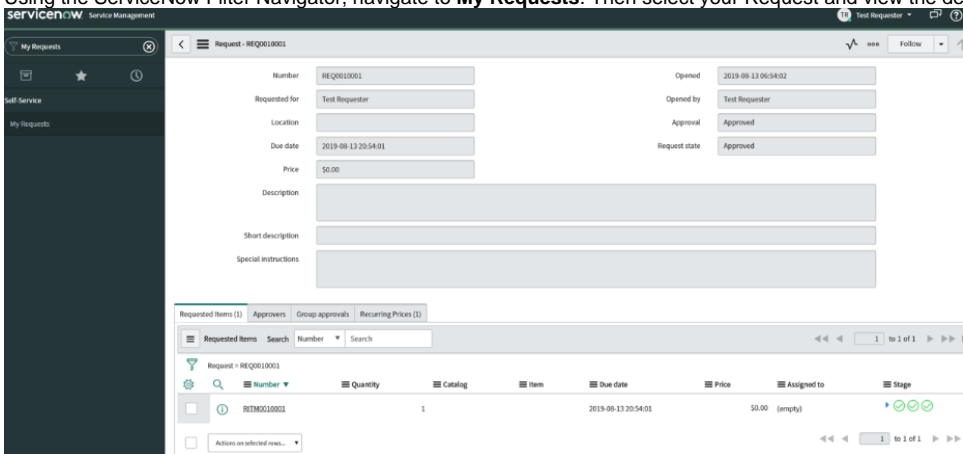 Using the ServiceNow Filter Navigator, navigate to My Requests. Then select your Request and view the de
servicenow Service Management
Test Requester
TR
My Requests
Self-Service
My Requests
Request - REQ0010001
Follow
Number REQ0010001 Opened 2019-08-13 06:54:02
Requested for Test Requester Opened by Test Requester
Location Approval Approved
Due date 2019-08-13 20:54:01 Request state Approved
Price $0.00
Description
Short description
Special instructions
Requested Items (1) Approvers Group approvals Recurring Prices (1)
Requested Items Search Number Search 1 to 1 of 1
Request = REQ0010001
Number Quantity Catalog Item Due date Price Assigned to Stage
RITM0010001 1 2019-08-13 20:54:01 $0.00 (empty)
Actions on selected rows... 1 to 1 of 1